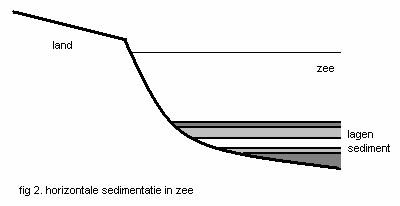 land
zee
lagen
sediment
fig 2. horizontale sedimentatie in zee